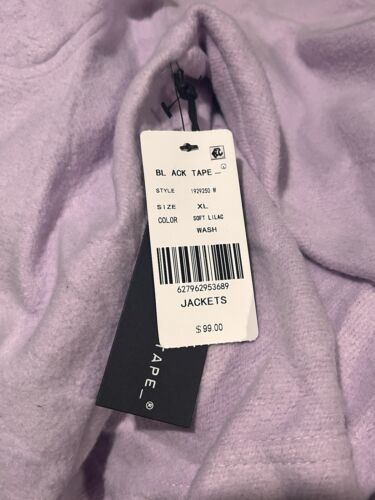 BL ACK TAPE_®
STYLE 1929250 W
SIZE XL
COLOR SOFT LILAC
WASH
627962953689
JACKETS
$99.00
TAPE_®